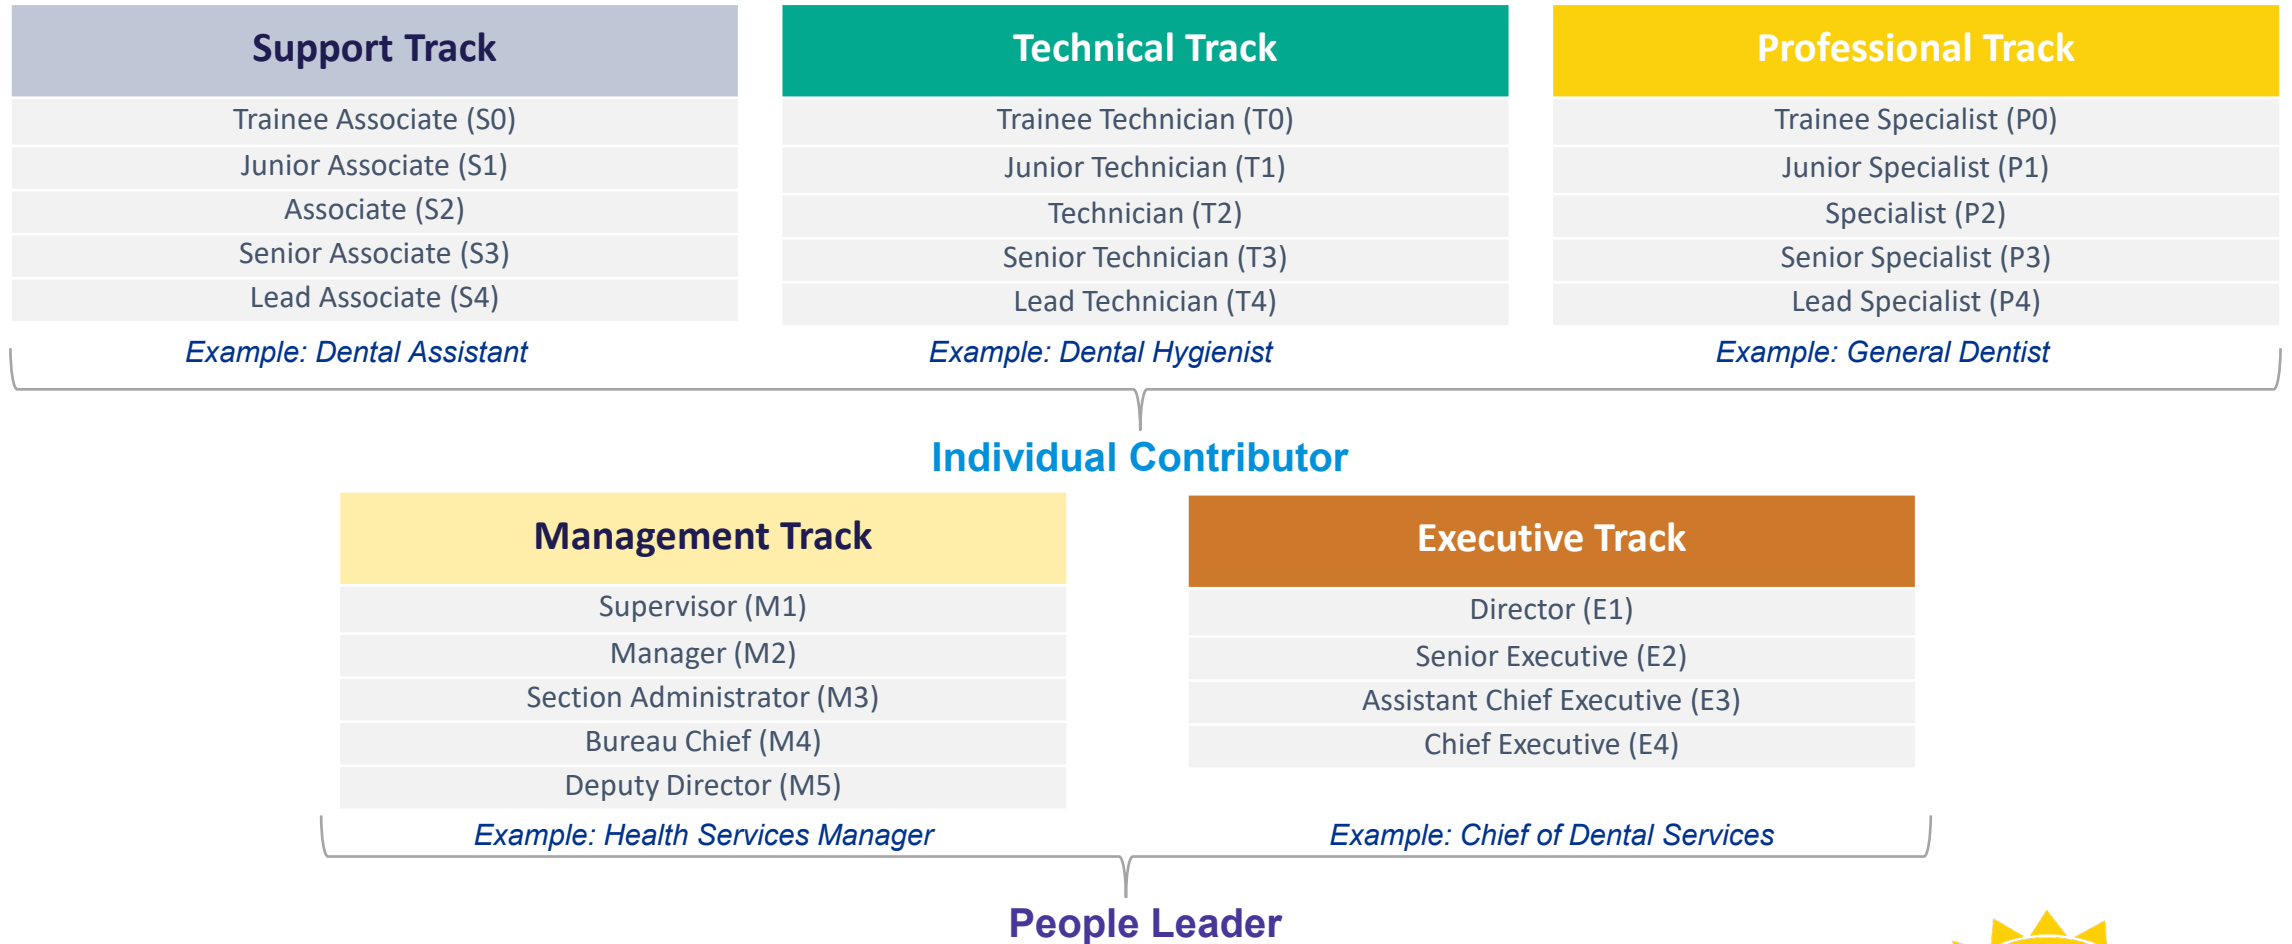 Support Track
Trainee Associate (S0)
Junior Associate (S1)
Associate (S2)
Senior Associate (S3)
Lead Associate (S4)
Example: Dental Assistant
Technical Track
Trainee Technician (T0)
Junior Technician (T1)
Technician (T2)
Senior Technician (T3)
Lead Technician (T4)
Example: Dental Hygienist
Professional Track
Trainee Specialist (P0)
Junior Specialist (P1)
Specialist (P2)
Senior Specialist (P3)
Lead Specialist (P4)
Example: General Dentist
Individual Contributor
Management Track
Supervisor (M1)
Manager (M2)
Section Administrator (M3)
Bureau Chief (M4)
Deputy Director (M5)
Example: Health Services Manager
Executive Track
Director (E1)
Senior Executive (E2)
Assistant Chief Executive (E3)
Chief Executive (E4)
Example: Chief of Dental Services
People Leader